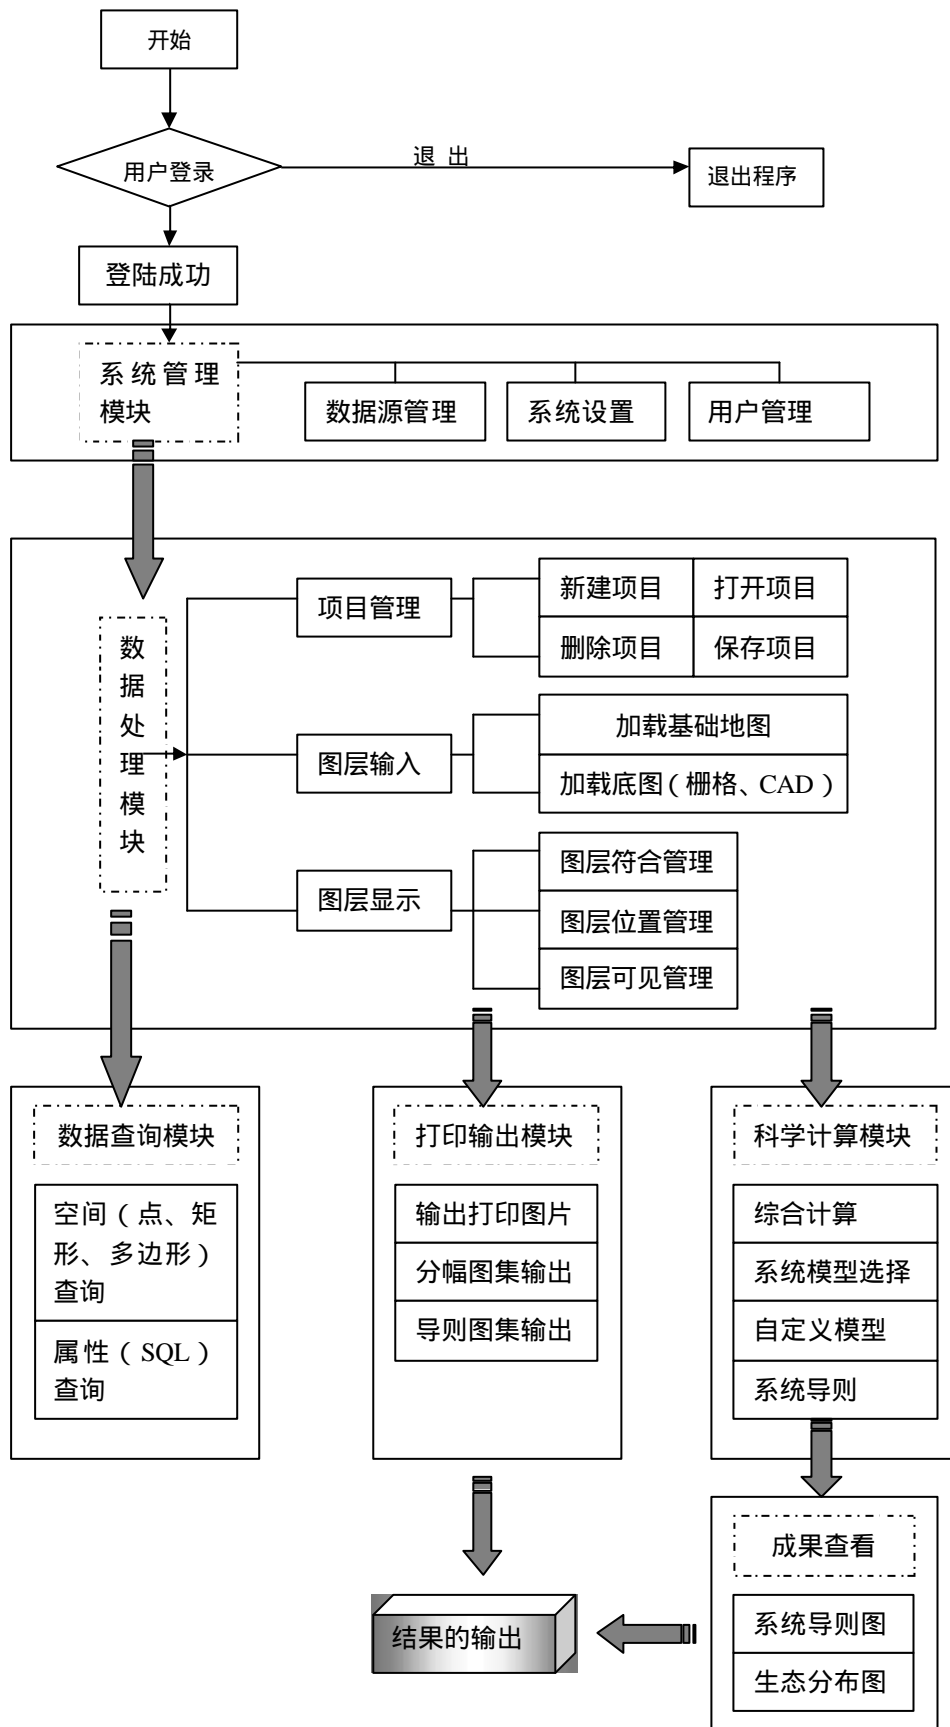 开始
用户登录
退 出
退出程序
登陆成功
系统管理
模块
数据源管理
系统设置
用户管理
数
据
处
理
模
块
项目管理
新建项目
打开项目
删除项目
保存项目
图层输入
加载基础地图
加载底图（栅格、CAD）
图层显示
图层符合管理
图层位置管理
图层可见管理
数据查询模块
空间（点、矩
形、多边形）
查询
属性（SQL）
查询
打印输出模块
输出打印图片
分幅图集输出
导则图集输出
科学计算模块
综合计算
系统模型选择
自定义模型
系统导则
成果查看
系统导则图
生态分布图
结果的输出